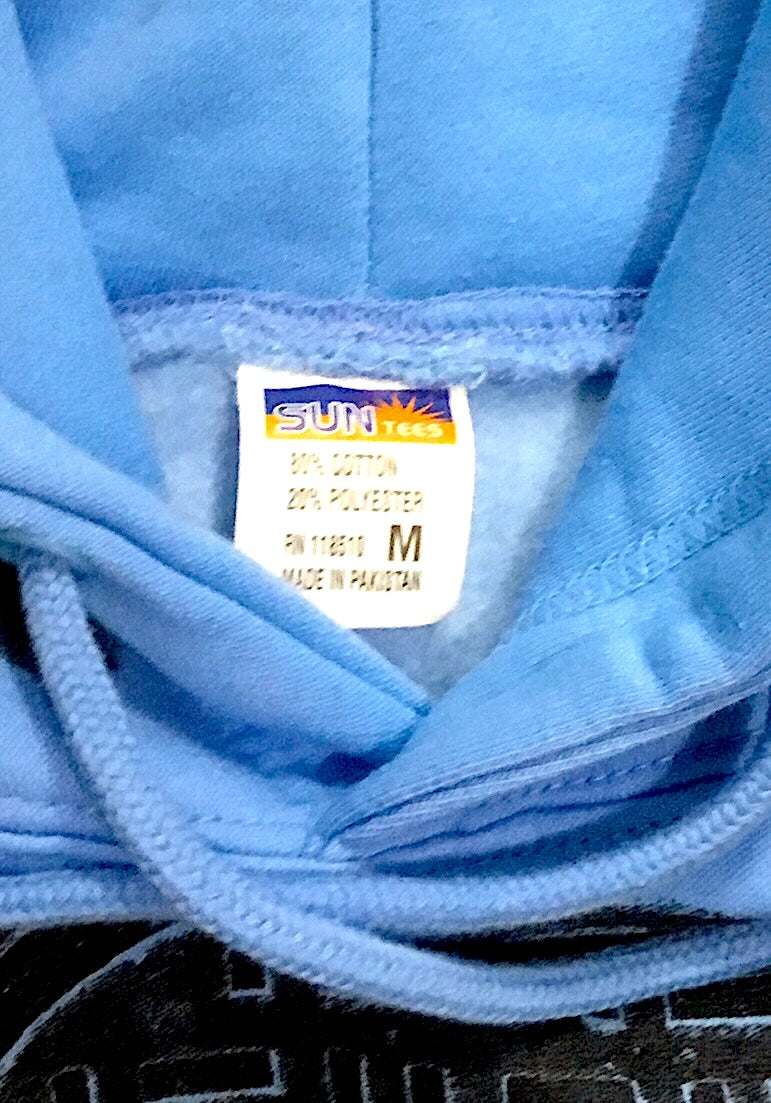 SUN TEES
80% COTTON
20% POLYESTER
RN 118510 M
MADE IN PAKISTAN